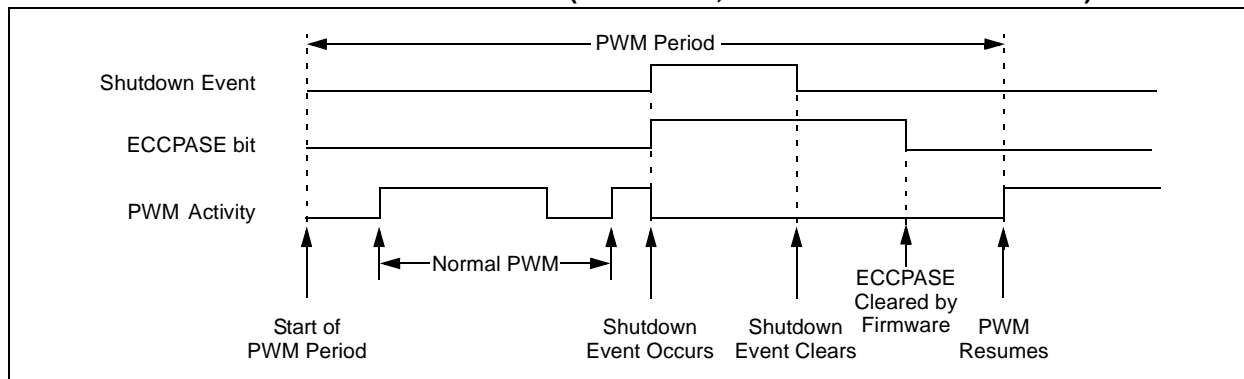 PWM Period
Shutdown Event
ECCPASE bit
PWM Activity
Normal PWM
Start of
PWM Period
Shutdown
Event Occurs
Shutdown
Event Clears
ECCPASE
Cleared by
Firmware
PWM
Resumes